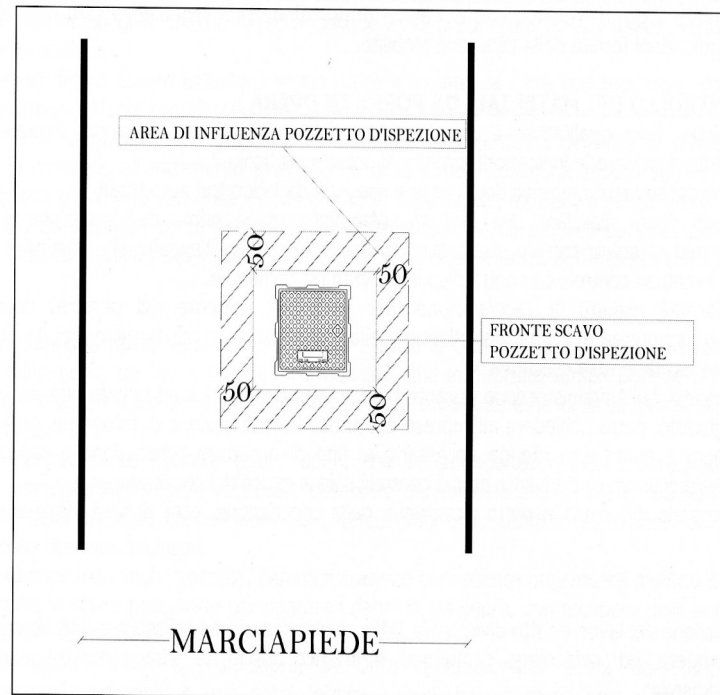 AREA DI INFLUENZA POZZETTO D'ISPEZIONE
50
50
FRONTE SCAVO
POZZETTO D'ISPEZIONE
50
50
MARCIAPIEDE